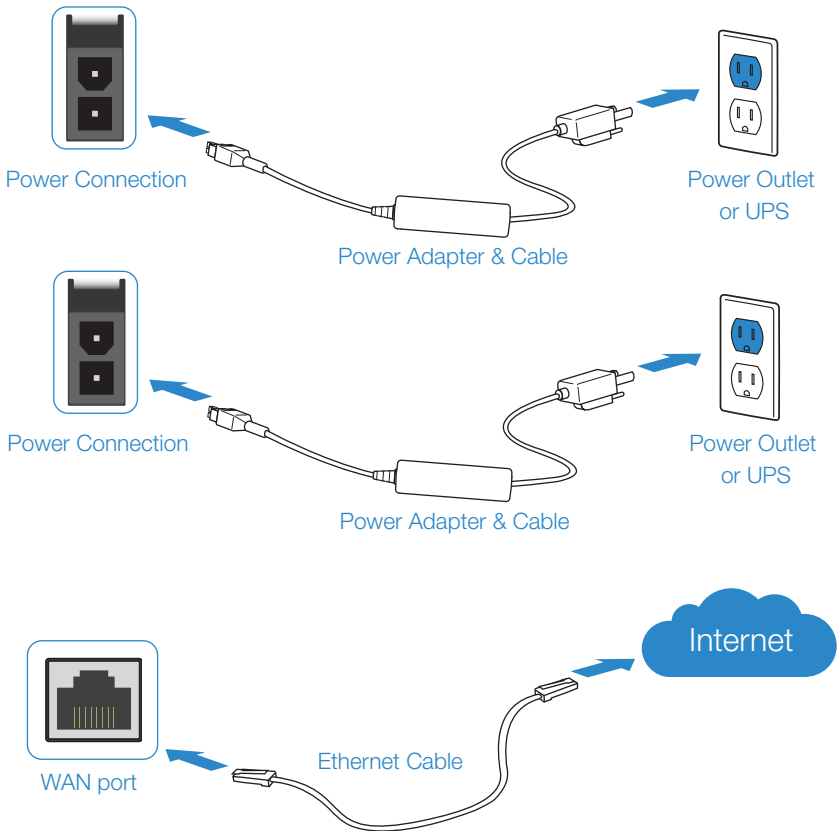 Power Connection
Power Outlet
or UPS
Power Adapter & Cable
Power Connection
Power Outlet
or UPS
Power Adapter & Cable
Internet
Ethernet Cable
WAN port